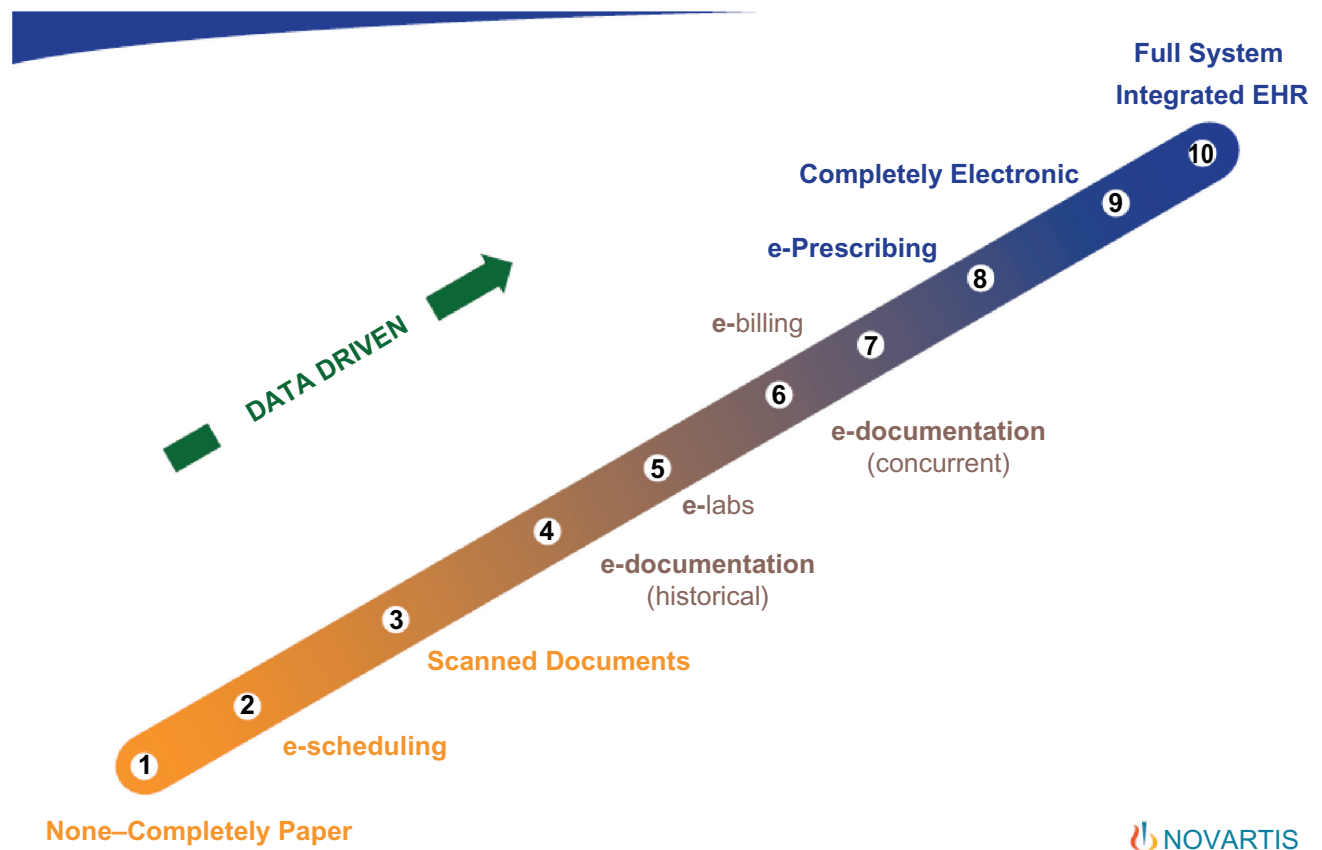 Full System
Integrated EHR
10
Completely Electronic
9
e-Prescribing
8
e-billing
7
DATA DRIVEN
6
e-documentation
(concurrent)
5
e-labs
4
e-documentation
(historical)
3
Scanned Documents
2
e-scheduling
1
None–Completely Paper
NOVARTIS